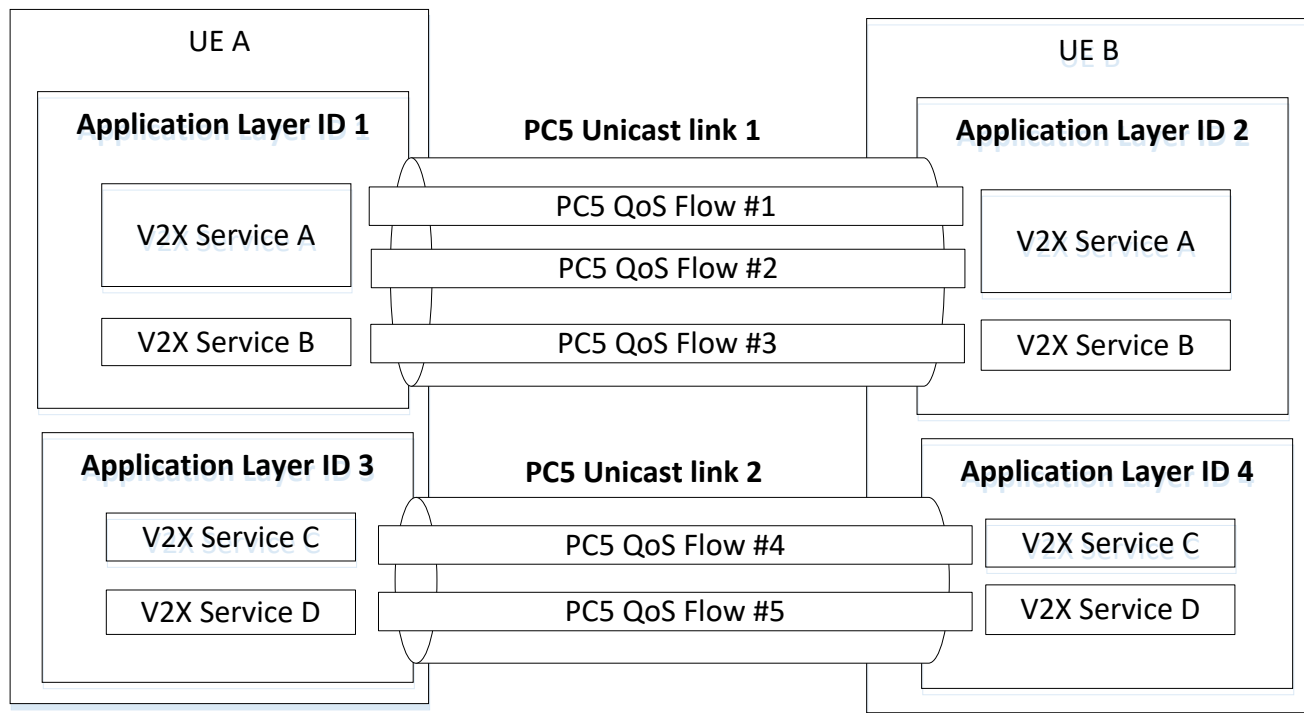 UE A
UE B
Application Layer ID 1
PC5 Unicast link 1
Application Layer ID 2
V2X Service A
PC5 QoS Flow #1
PC5 QoS Flow #2
V2X Service A
V2X Service B
PC5 QoS Flow #3
V2X Service B
Application Layer ID 3
PC5 Unicast link 2
Application Layer ID 4
V2X Service C
PC5 QoS Flow #4
V2X Service C
V2X Service D
PC5 QoS Flow #5
V2X Service D